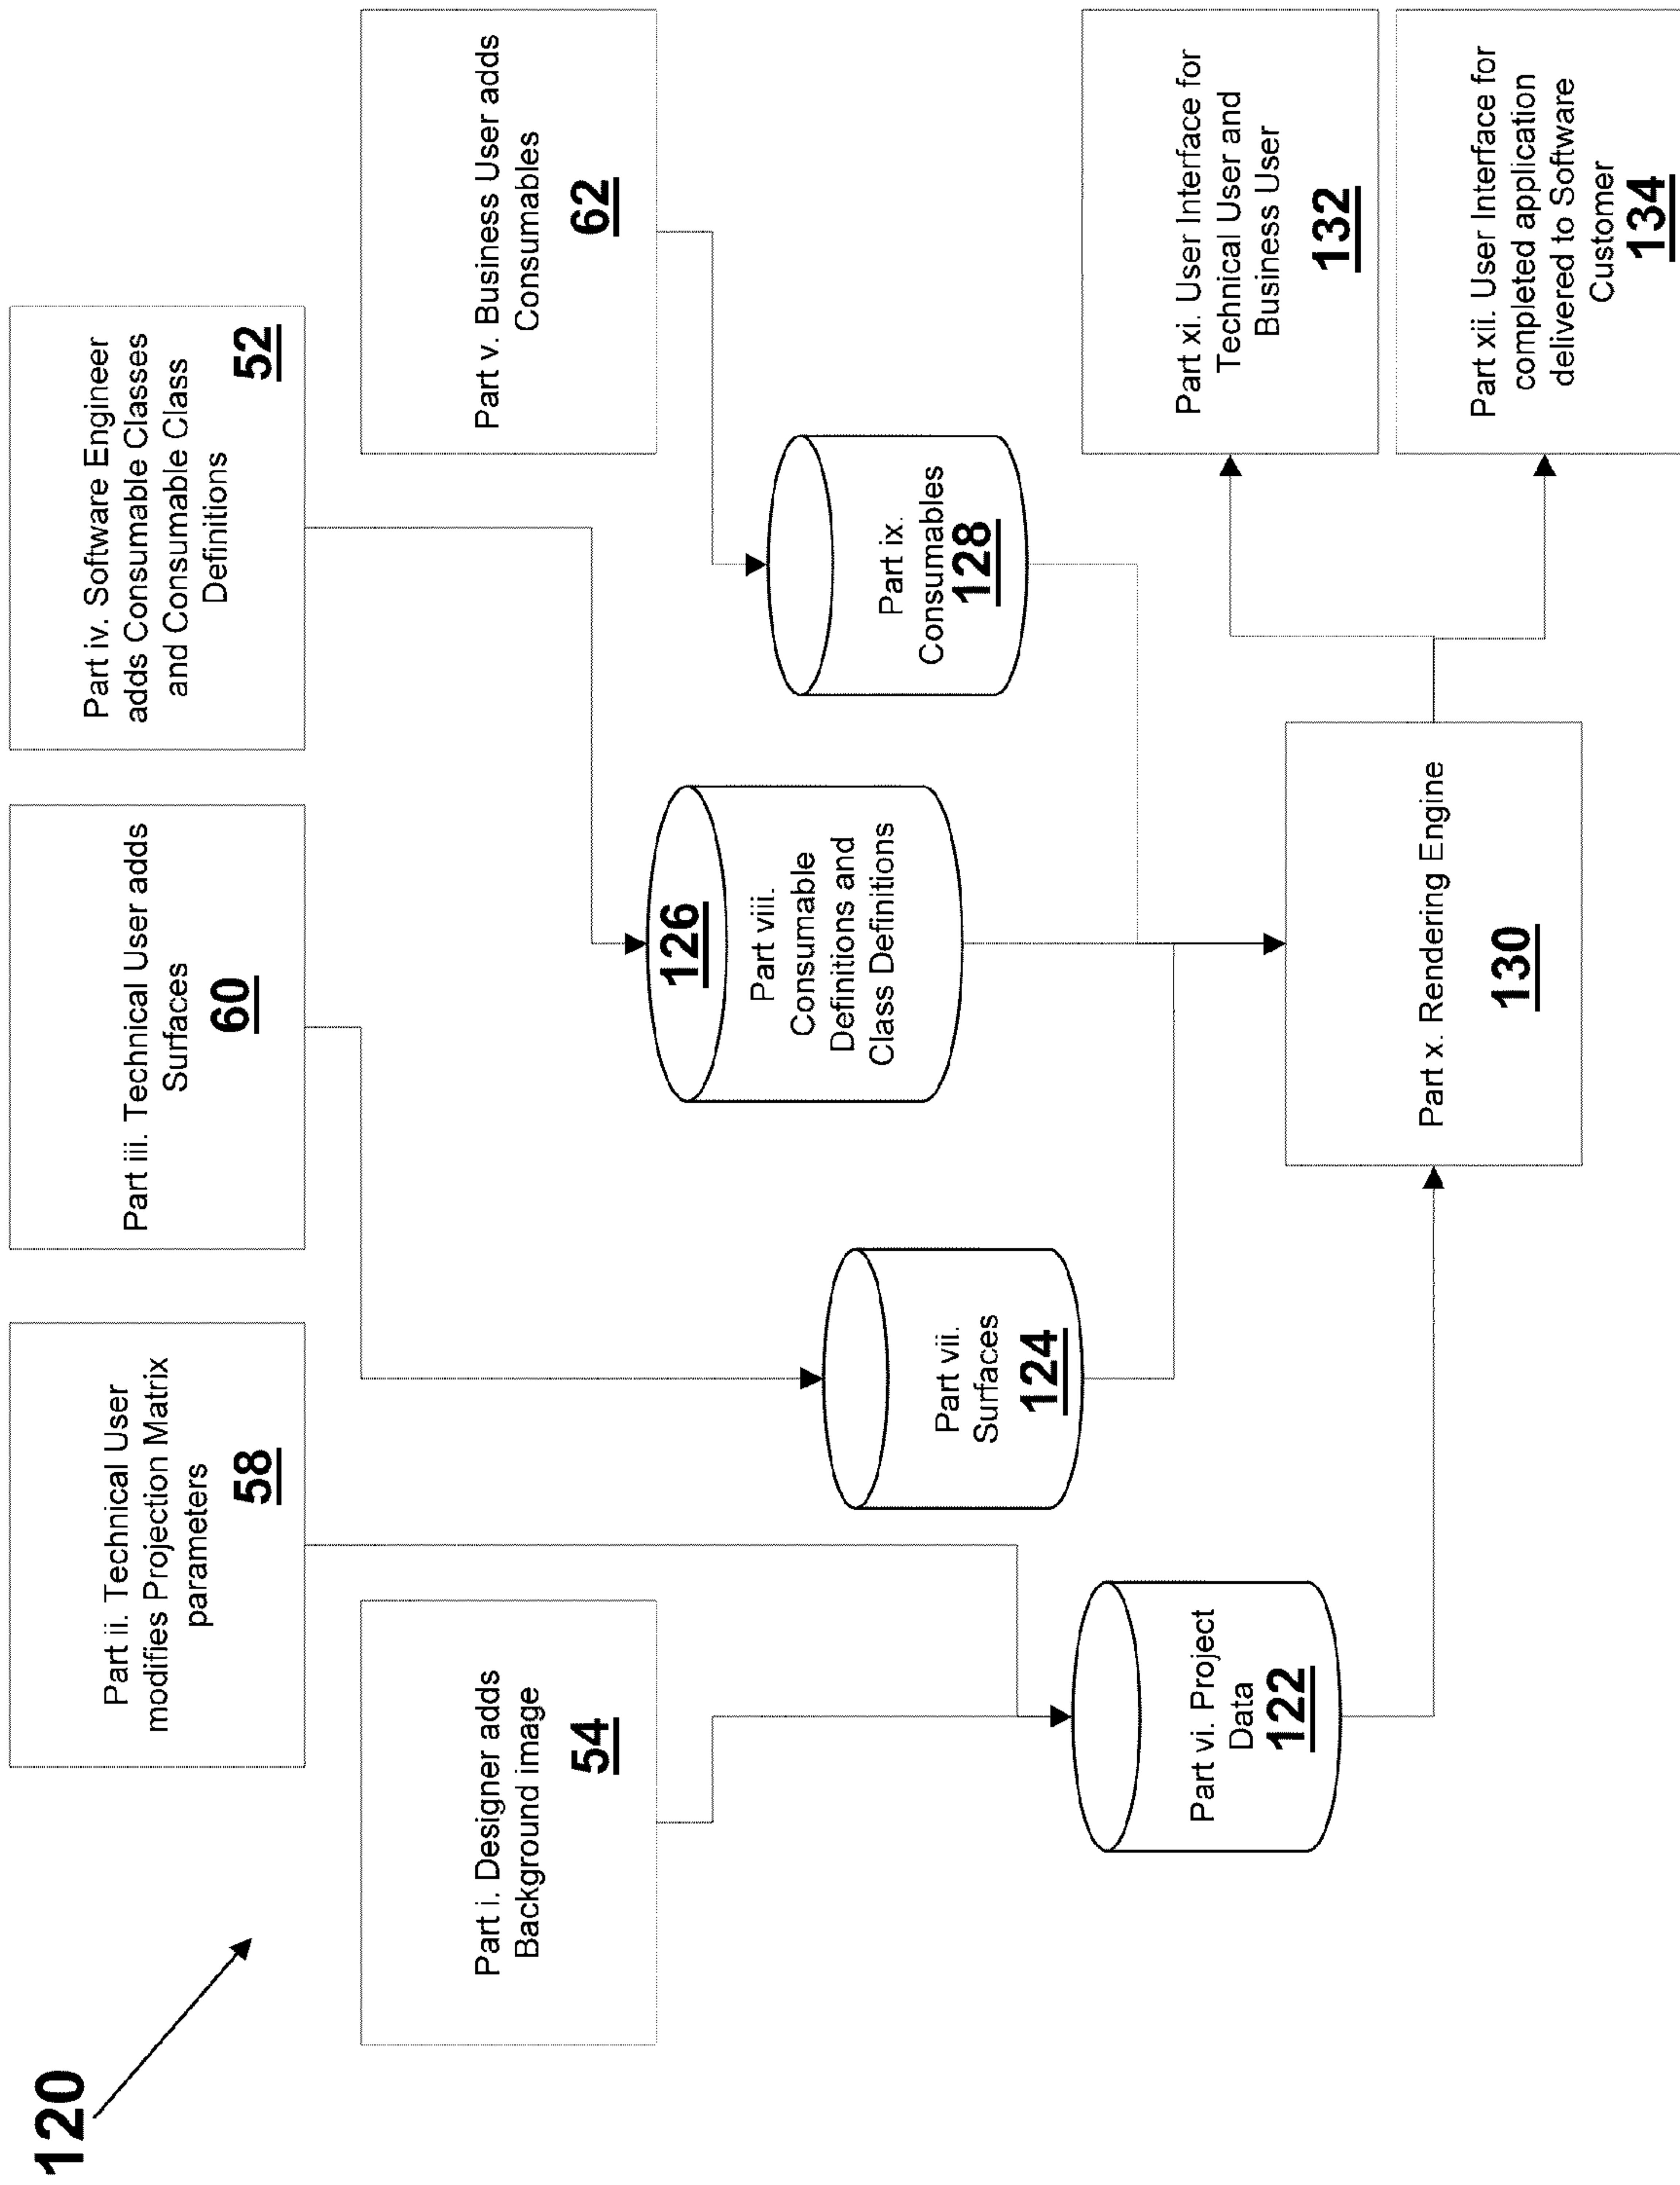 120
Part i. Designer adds
Background image
54
Part ii. Technical User
modifies Projection Matrix
parameters
58
Part iii. Technical User adds
Surfaces
60
Part iv. Software Engineer
adds Consumable Classes
and Consumable Class
Definitions
52
Part v. Business User adds
Consumables
62
Part vi. Project
Data
122
Part vii.
Surfaces
124
126
Part viii.
Consumable
Definitions and
Class Definitions
Part ix.
Consumables
128
Part x. Rendering Engine
130
Part xi. User Interface for
Technical User and
Business User
132
Part xii. User Interface for
completed application
delivered to Software
Customer
134